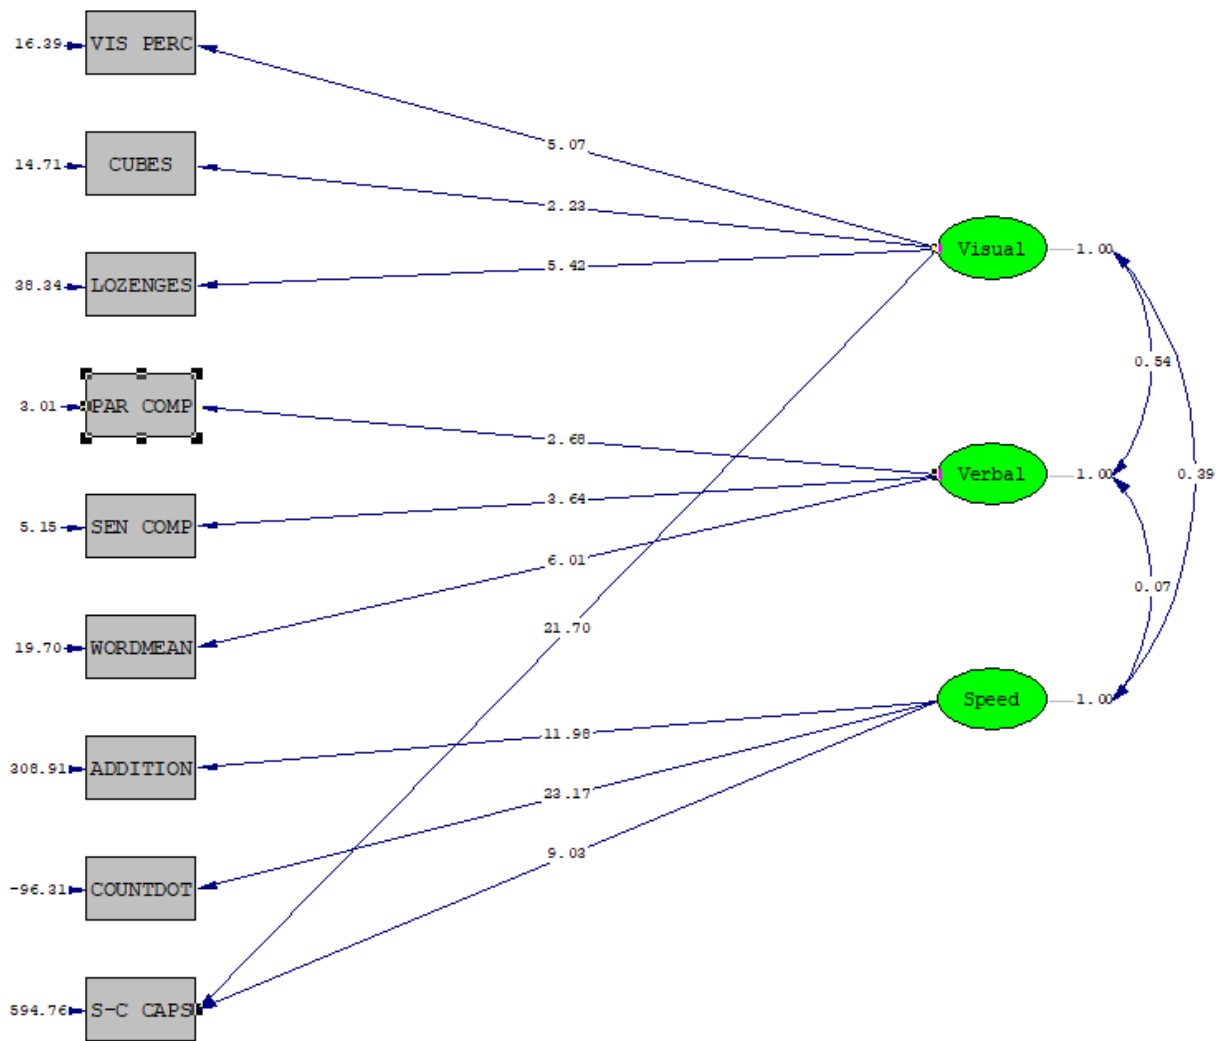 16.39
VIS PERC
5.07
14.71
CUBES
2.23
Visual
1.00
5.42
38.34
LOZENGES
0.54
3.01
PAR COMP
2.68
Verbal
1.00
0.39
3.64
5.15
SEN COMP
6.01
0.07
21.70
19.70
WORDMEAN
Speed
1.00
11.98
308.91
ADDITION
23.17
9.03
-96.31
COUNTDOT
594.76
S-C CAPS